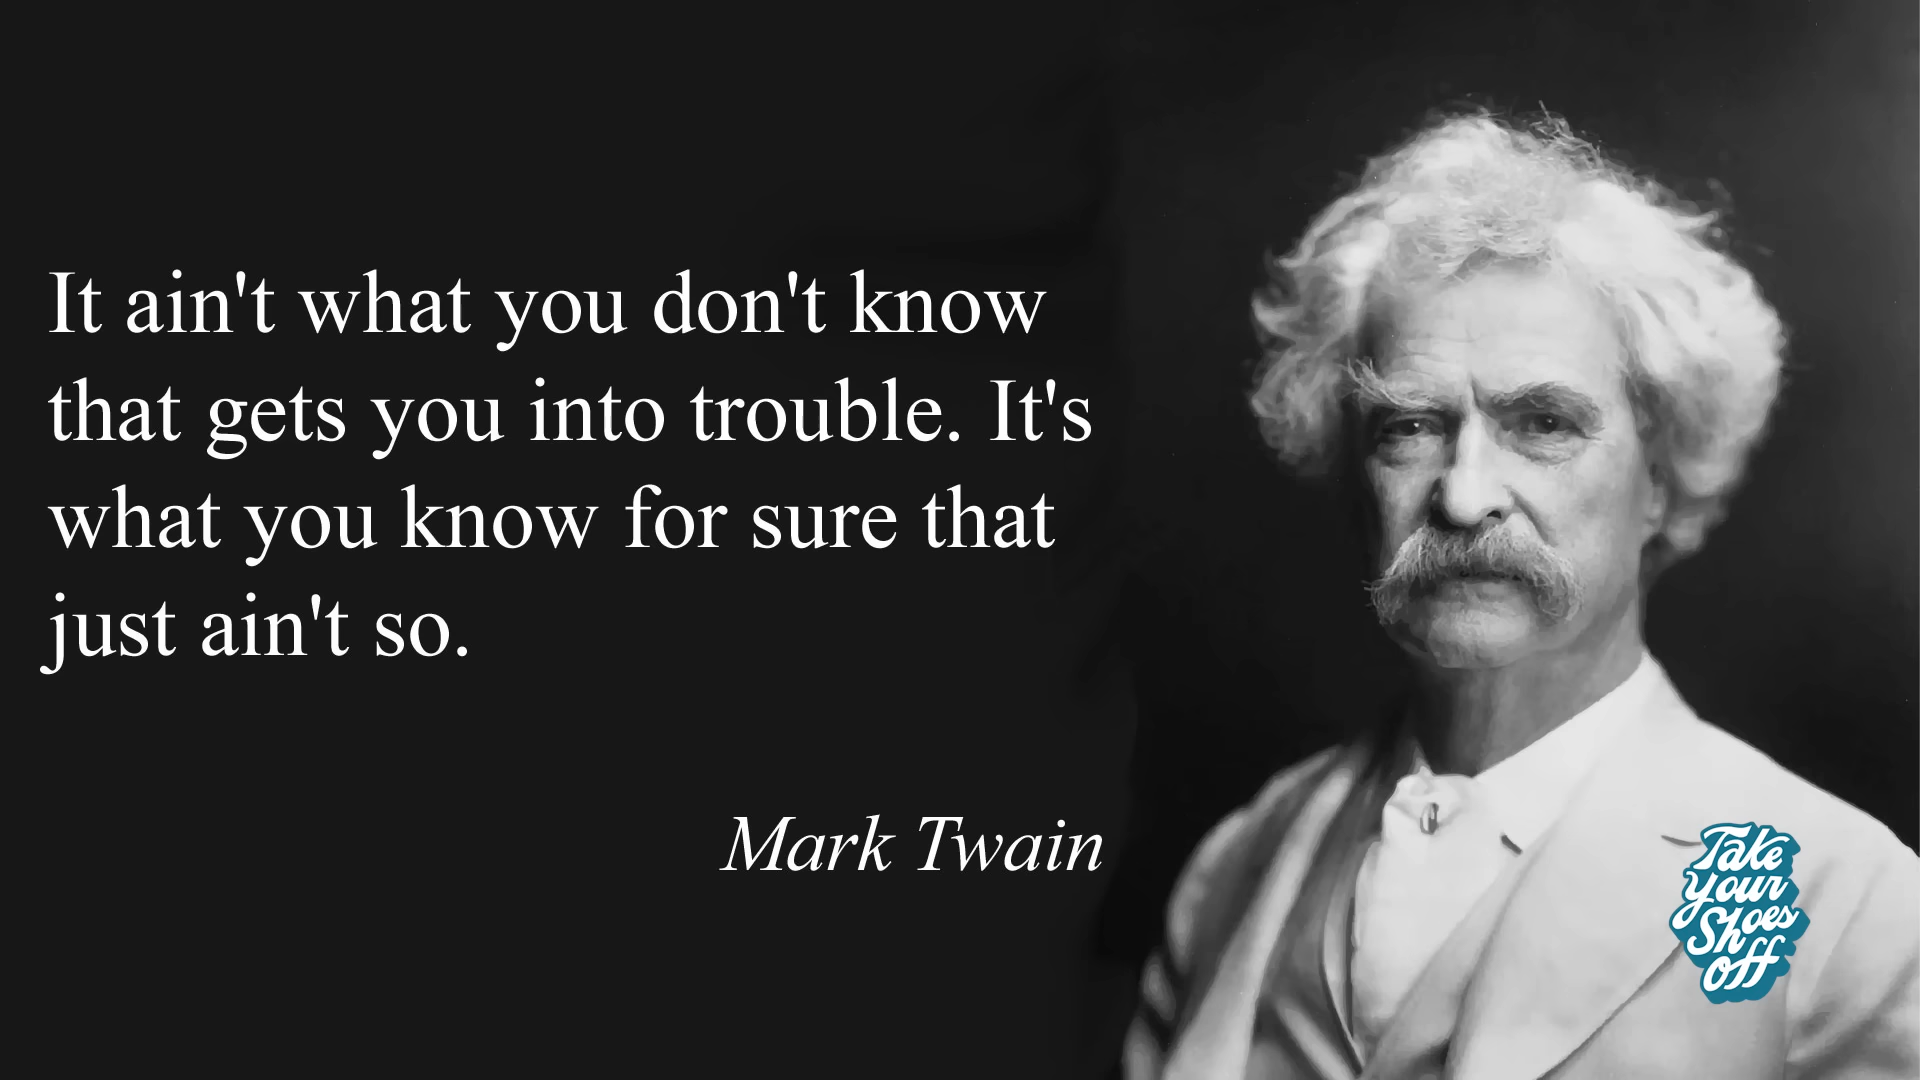 It ain't what you don't know
that gets you into trouble. It's
what you know for sure that
just ain't so.
Mark Twain
Take
Your
Shoes
off